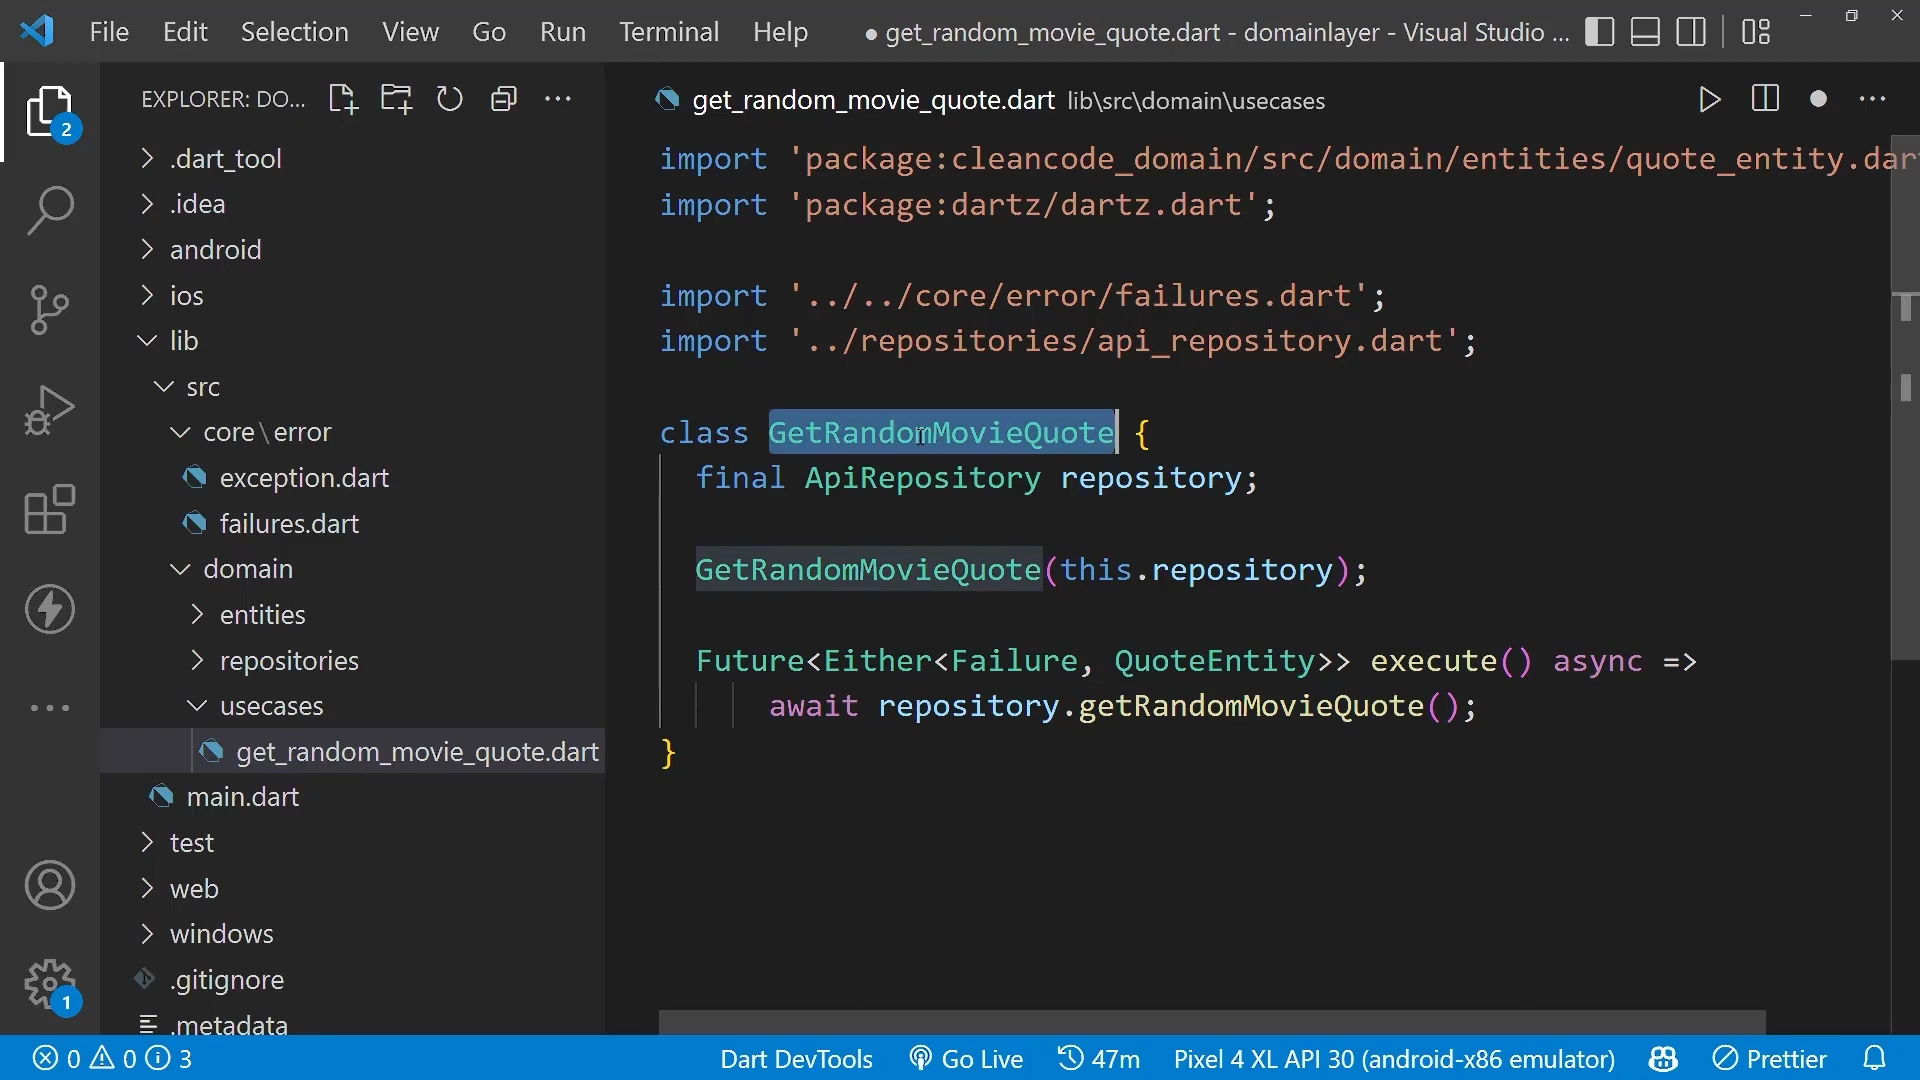 File Edit Selection View Go Run Terminal Help ● get_random_movie_quote.dart - domainlayer - Visual Studio ...
EXPLORER: DO...
2
.dart_tool
.idea
android
ios
lib
src
core\error
exception.dart
failures.dart
domain
entities
repositories
usecases
get_random_movie_quote.dart
main.dart
test
web
windows
.gitignore
.metadata
1
get_random_movie_quote.dart lib\src\domain\usecases
import 'package:cleancode_domain/src/domain/entities/quote_entity.dar
import 'package:dartz/dartz.dart';
import '../../core/error/failures.dart';
import '../repositories/api_repository.dart';
class GetRandomMovieQuote {
final ApiRepository repository;
GetRandomMovieQuote(this.repository);
Future<Either<Failure, QuoteEntity>> execute() async =>
await repository.getRandomMovieQuote();
}
0 0 3 Dart DevTools Go Live 47m Pixel 4 XL API 30 (android-x86 emulator) Prettier